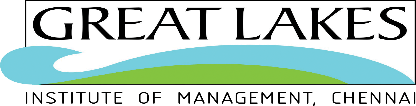 GREAT LAKES
INSTITUTE OF MANAGEMENT, CHENNAI